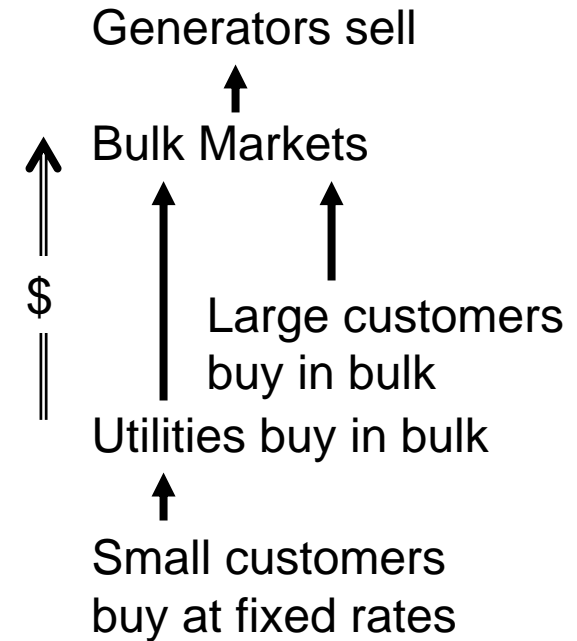 Generators sell
Bulk Markets
$
Large customers
buy in bulk
Utilities buy in bulk
Small customers
buy at fixed rates